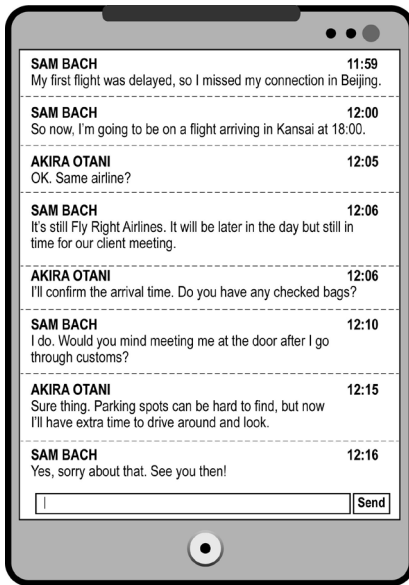 SAM BACH 11:59
My first flight was delayed, so I missed my connection in Beijing.
SAM BACH 12:00
So now, I'm going to be on a flight arriving in Kansai at 18:00.
AKIRA OTANI 12:05
OK. Same airline?
SAM BACH 12:06
It's still Fly Right Airlines. It will be later in the day but still in
time for our client meeting.
AKIRA OTANI 12:06
I'll confirm the arrival time. Do you have any checked bags?
SAM BACH 12:10
I do. Would you mind meeting me at the door after I go
through customs?
AKIRA OTANI 12:15
Sure thing. Parking spots can be hard to find, but now
I'll have extra time to drive around and look.
SAM BACH 12:16
Yes, sorry about that. See you then!
Send